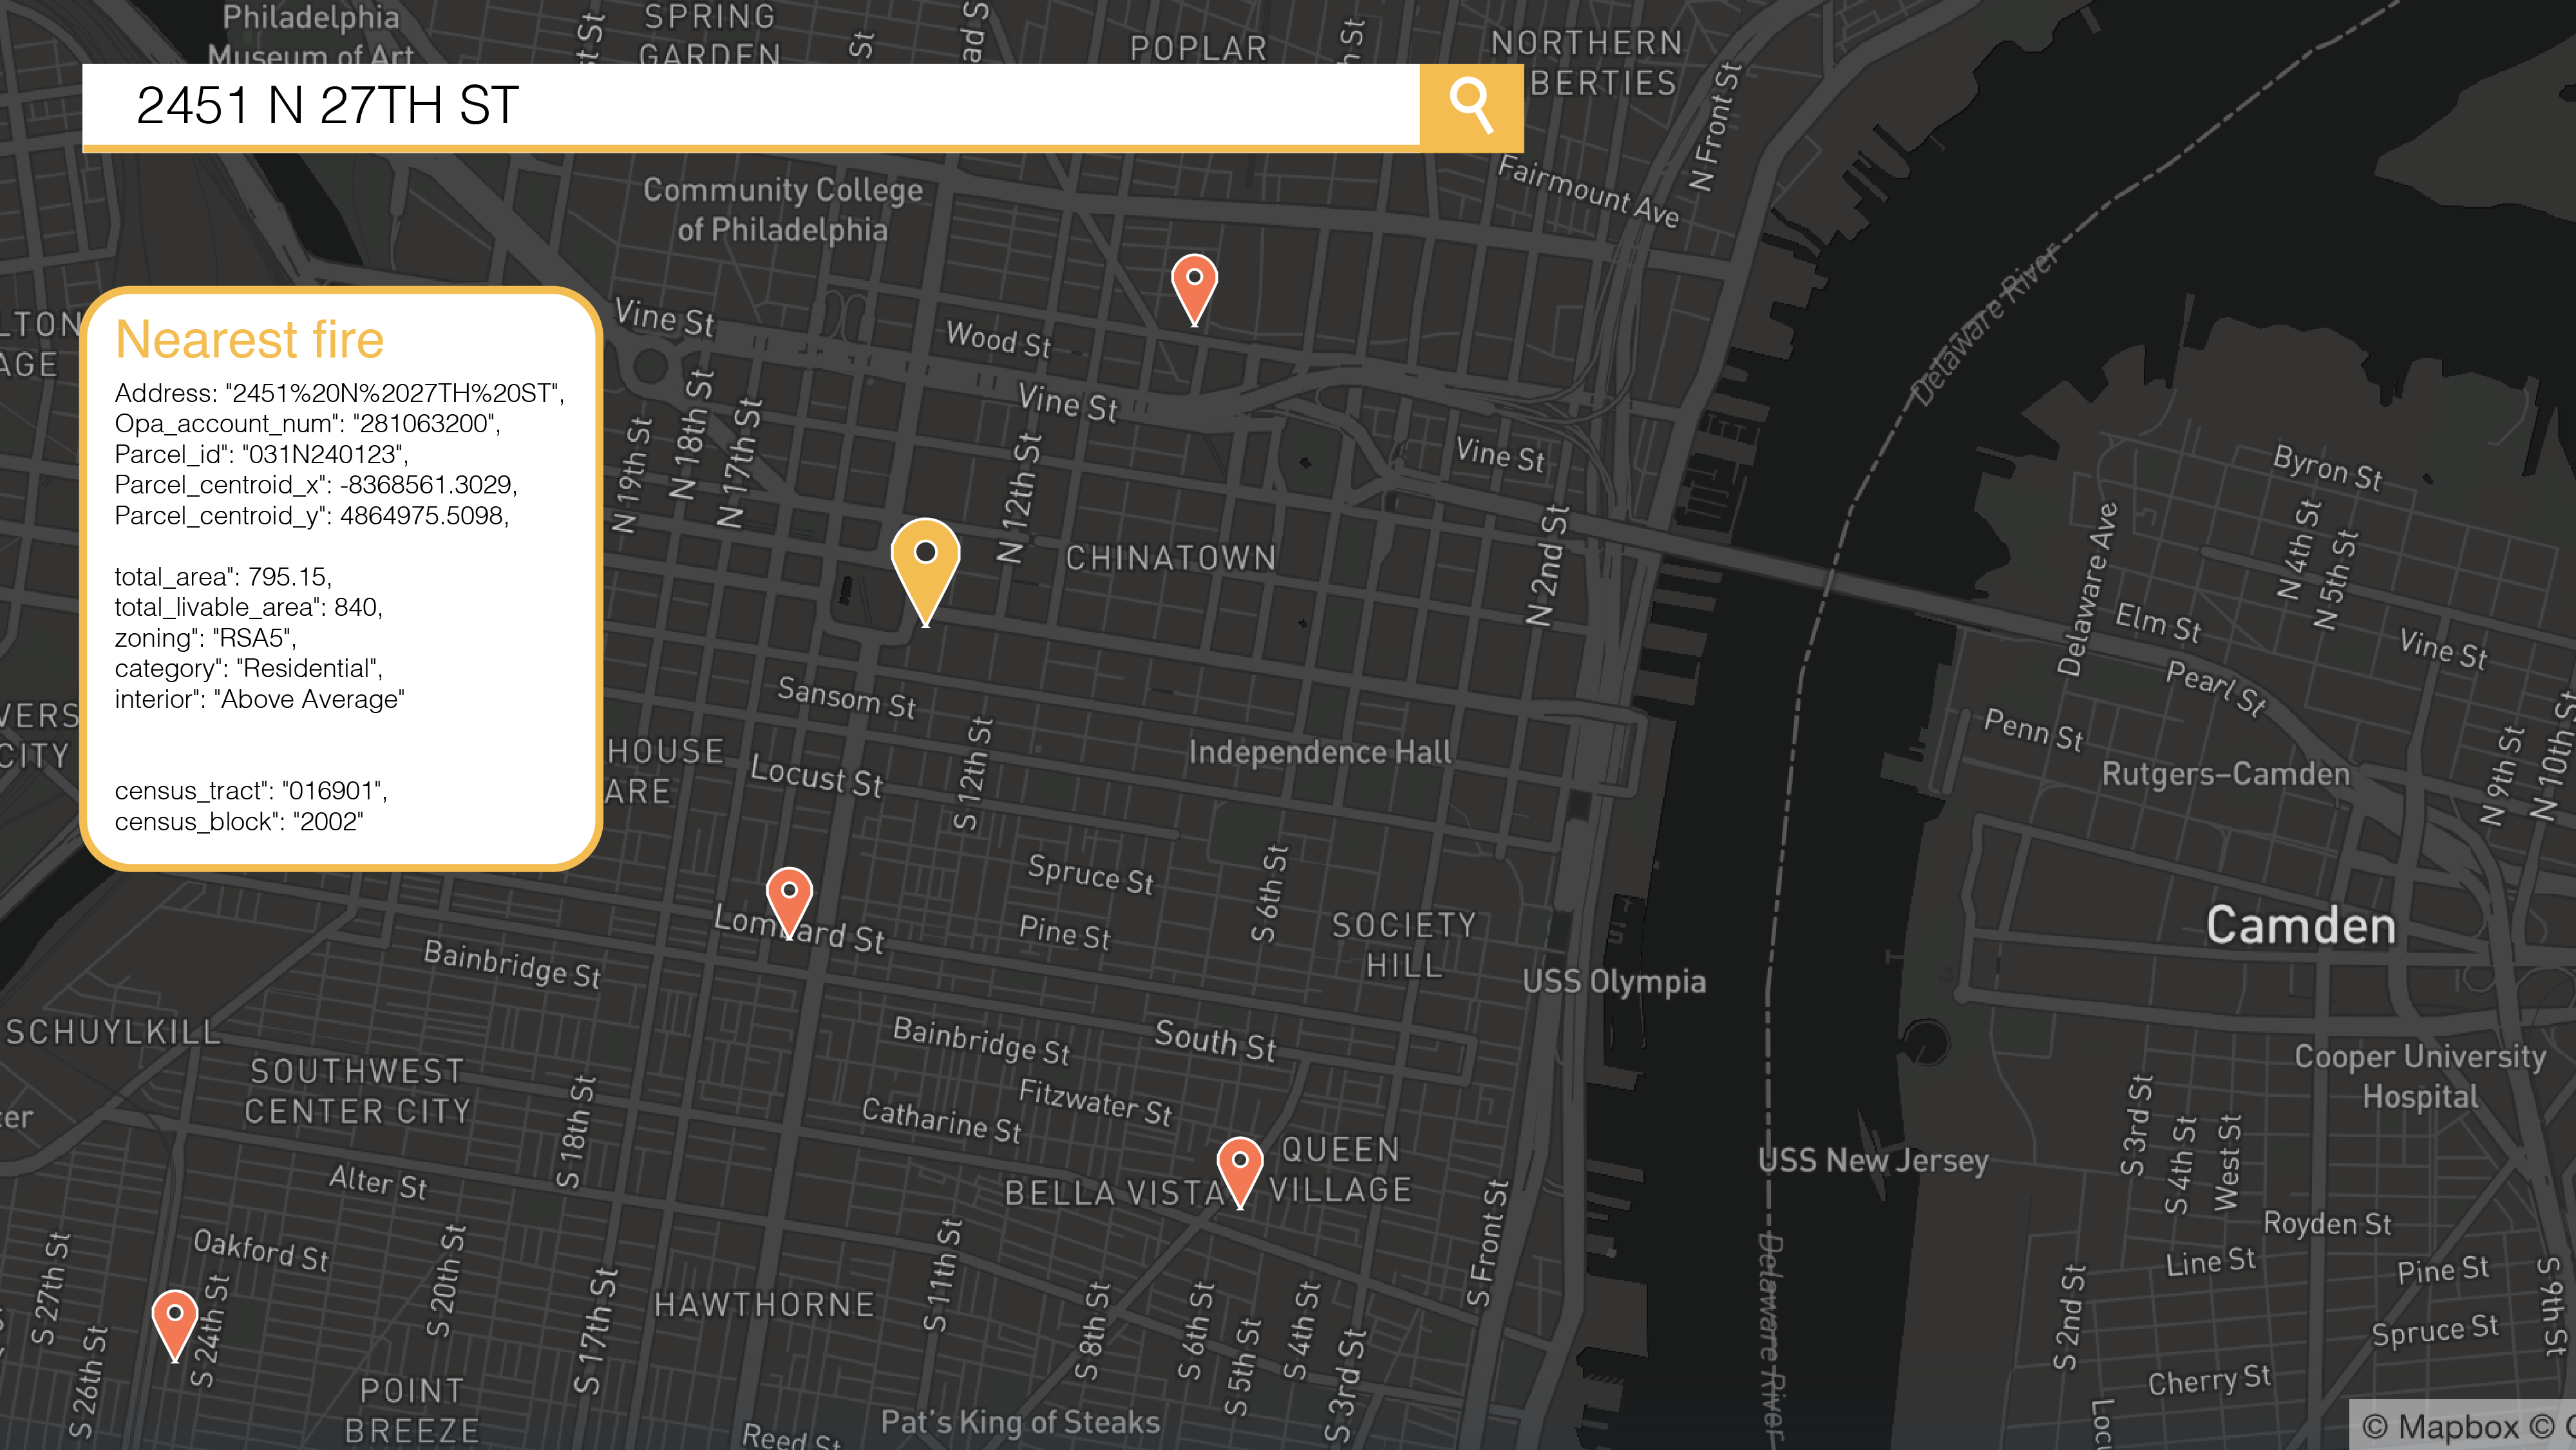 Philadelphia
Museum of Art
SPRING
GARDEN
POPLAR
NORTHERN
2451 N 27TH ST
N Front St
Fairmount Ave
Community College
of Philadelphia
Delaware River
Vine St
Wood St
Vine St
Vine St
N 19th St
N 18th St
N 17th St
N 12th St
N 2nd St
CHINATOWN
Nearest fire
Address: "2451%20N%2027TH%20ST",
Opa_account_num": "281063200",
Parcel_id": "031N240123",
Parcel_centroid_x": -8368561.3029,
Parcel_centroid_y": 4864975.5098,
total_area": 795.15,
total_livable_area": 840,
zoning": "RSA5",
category": "Residential",
interior": "Above Average"
census_tract": "016901",
census_block": "2002"
Byron St
N 4th St
N 5th St
Delaware Ave
Elm St
Vine St
Pearl St
Penn St
Rutgers–Camden
N 9th St
N 10th St
Sansom St
Locust St
S 12th St
Independence Hall
Spruce St
Pine St
S 6th St
SOCIETY
HILL
Lombard St
Bainbridge St
USS Olympia
Camden
SCHUYLKILL
SOUTHWEST
CENTER CITY
Bainbridge St
South St
Fitzwater St
Catharine St
S 18th St
Cooper University
Hospital
QUEEN
VILLAGE
BELLA VISTA
USS New Jersey
S 3rd St
S 4th St
West St
Alter St
Oakford St
Royden St
Line St
Pine St
S 27th St
S 26th St
S 24th St
S 20th St
S 17th St
HAWTHORNE
S 11th St
S 8th St
S 6th St
S 5th St
S 4th St
S 3rd St
S Front St
Delaware River
S 2nd St
Spruce St
S 9th St
Cherry St
POINT
BREEZE
Pat's King of Steaks
Reed St
© Mapbox ©